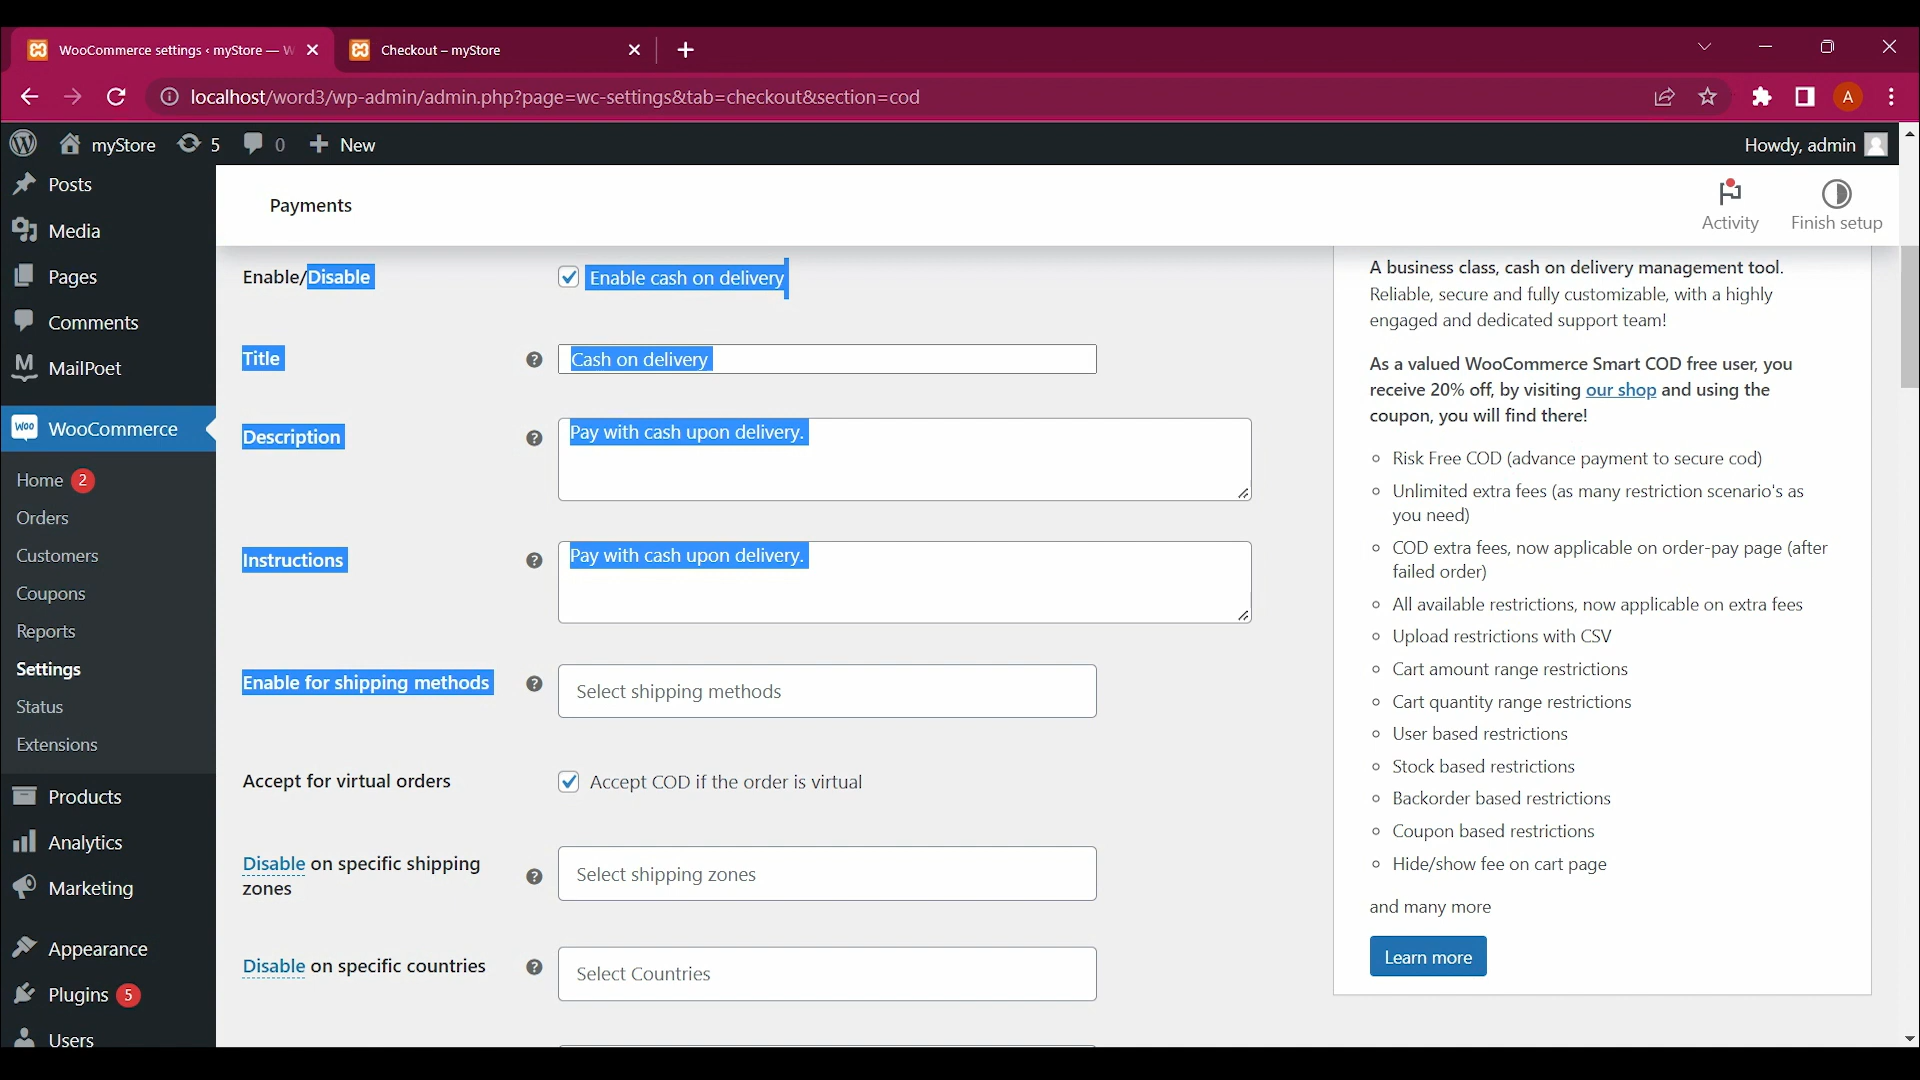 WooCommerce settings ‹ myStore — W
Checkout – myStore
localhost/word3/wp-admin/admin.php?page=wc-settings&tab=checkout&section=cod
A
myStore
5
0
New
Howdy, admin
Posts
Media
Pages
Comments
MailPoet
WooCommerce
Home 2
Orders
Customers
Coupons
Reports
Settings
Status
Extensions
Products
Analytics
Marketing
Appearance
Plugins 5
Users
Payments
Activity
Finish setup
Enable/Disable
Enable cash on delivery
Title
Cash on delivery
Description
Pay with cash upon delivery.
Instructions
Pay with cash upon delivery.
Enable for shipping methods
Select shipping methods
Accept for virtual orders
Accept COD if the order is virtual
Disable on specific shipping
zones
Select shipping zones
Disable on specific countries
Select Countries
A business class, cash on delivery management tool.
Reliable, secure and fully customizable, with a highly
engaged and dedicated support team!
As a valued WooCommerce Smart COD free user, you
receive 20% off, by visiting our shop and using the
coupon, you will find there!
Risk Free COD (advance payment to secure cod)
Unlimited extra fees (as many restriction scenario's as
you need)
COD extra fees, now applicable on order-pay page (after
failed order)
All available restrictions, now applicable on extra fees
Upload restrictions with CSV
Cart amount range restrictions
Cart quantity range restrictions
User based restrictions
Stock based restrictions
Backorder based restrictions
Coupon based restrictions
Hide/show fee on cart page
and many more
Learn more